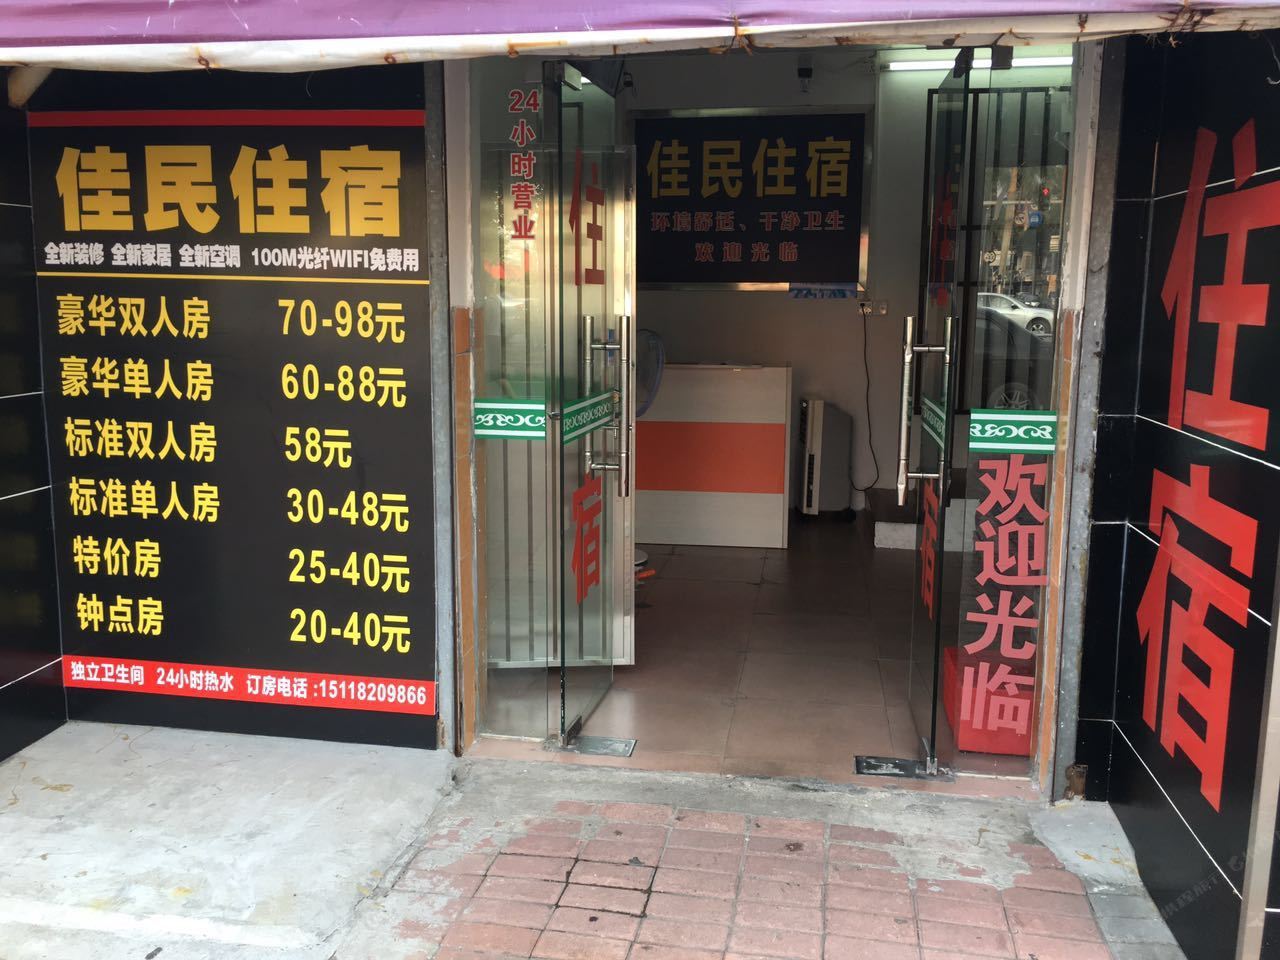 佳民住宿
全新装修 全新家居 全新空调 100M光纤WIFI免费用
豪华双人房 70-98元
豪华单人房 60-88元
标准双人房 58元
标准单人房 30-48元
特价房 25-40元
钟点房 20-40元
独立卫生间 24小时热水 订房电话:15118209866
24小时营业
住宿
佳民住宿
环境舒适、干净卫生
欢迎光临
欢迎光临
住宿